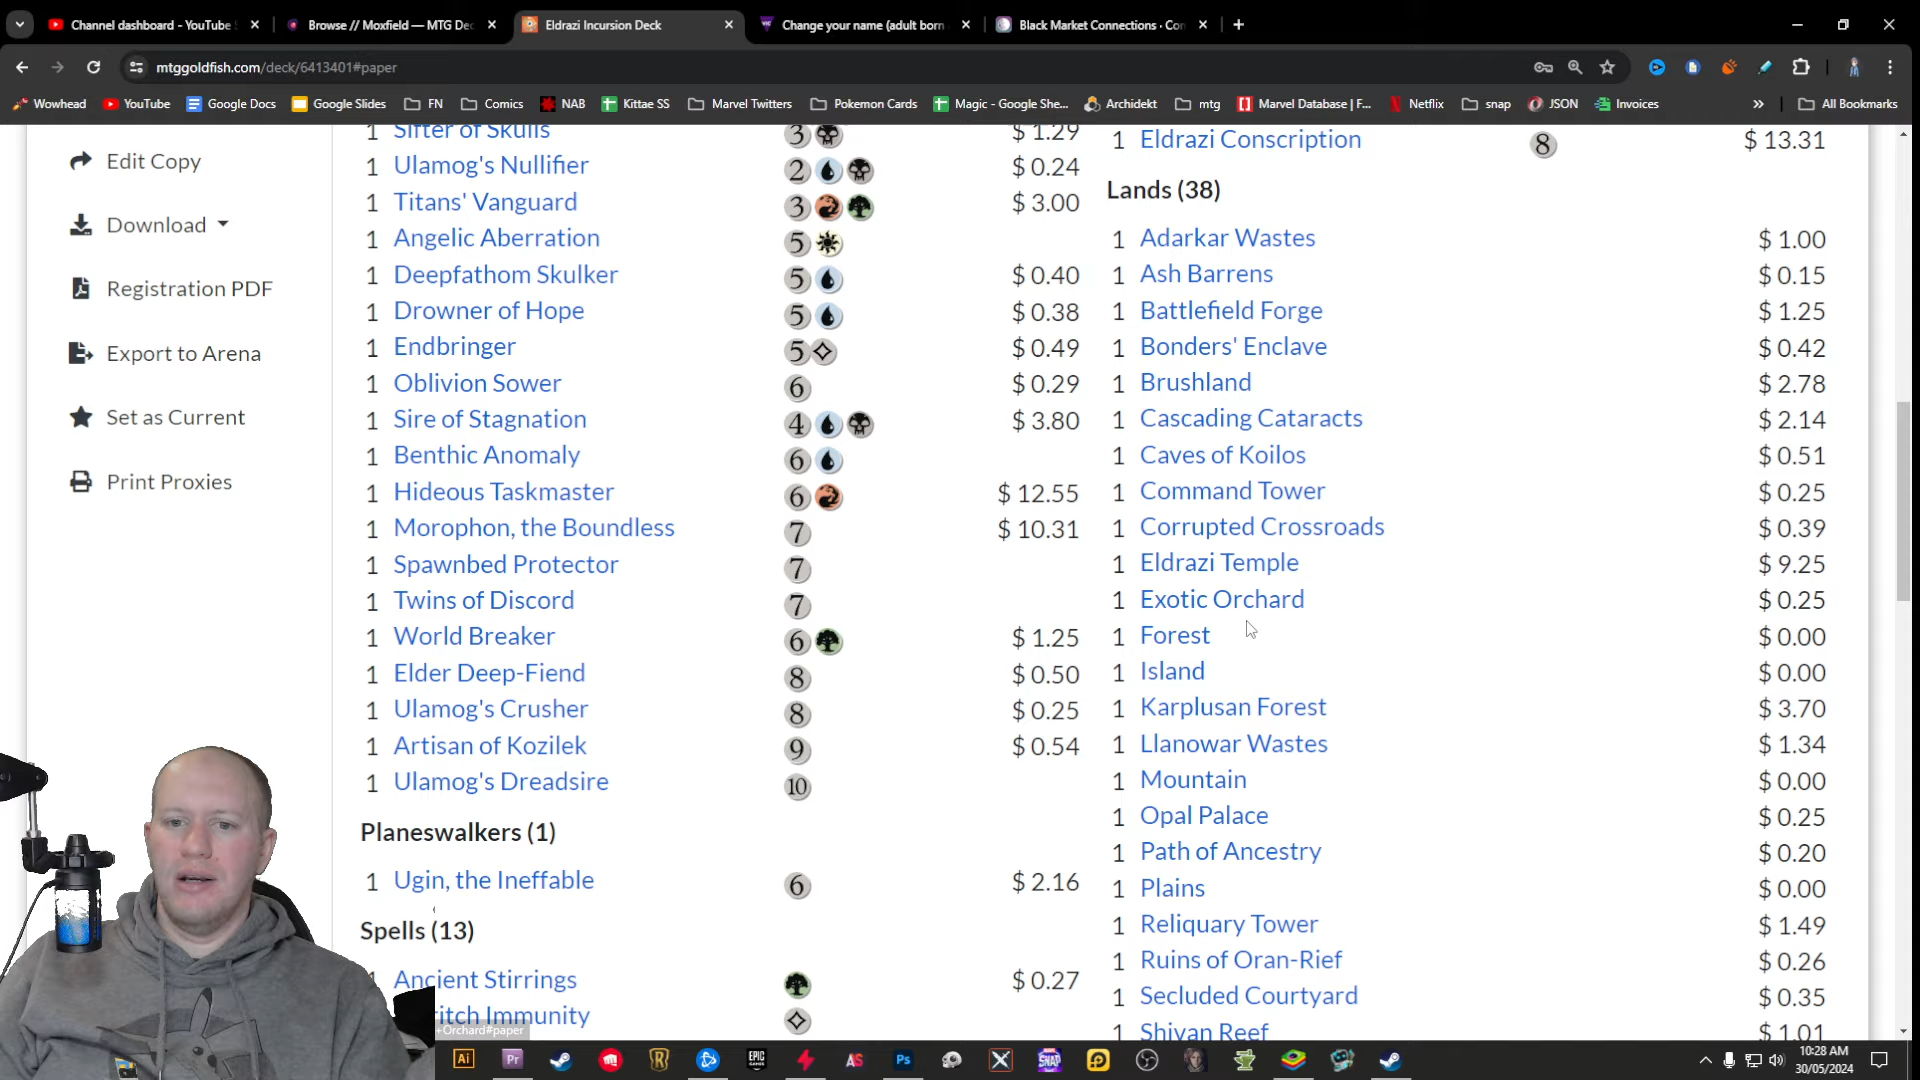 Channel dashboard - YouTube S
Browse // Moxfield — MTG Dec
Eldrazi Incursion Deck
Change your name (adult born
Black Market Connections · Con
mtggoldfish.com/deck/6413401#paper
Wowhead
YouTube
Google Docs
Google Slides
FN
Comics
NAB
Kittae SS
Marvel Twitters
Pokemon Cards
Magic - Google She...
Archidekt
mtg
Marvel Database | F...
Netflix
snap
JSON
Invoices
»
All Bookmarks
Edit Copy
Download
Registration PDF
Export to Arena
Set as Current
Print Proxies
1 Sifter of Skulls 3 $ 1.29
1 Ulamog's Nullifier 2 $ 0.24
1 Titans' Vanguard 3 $ 3.00
1 Angelic Aberration 5
1 Deepfathom Skulker 5 $ 0.40
1 Drowner of Hope 5 $ 0.38
1 Endbringer 5 $ 0.49
1 Oblivion Sower 6 $ 0.29
1 Sire of Stagnation 4 $ 3.80
1 Benthic Anomaly 6
1 Hideous Taskmaster 6 $ 12.55
1 Morophon, the Boundless 7 $ 10.31
1 Spawnbed Protector 7
1 Twins of Discord 7
1 World Breaker 6 $ 1.25
1 Elder Deep-Fiend 8 $ 0.50
1 Ulamog's Crusher 8 $ 0.25
1 Artisan of Kozilek 9 $ 0.54
1 Ulamog's Dreadsire 10
Planeswalkers (1)
1 Ugin, the Ineffable 6 $ 2.16
Spells (13)
1 Ancient Stirrings $ 0.27
ritch Immunity
+Orchard#paper
1 Eldrazi Conscription 8 $ 13.31
Lands (38)
1 Adarkar Wastes $ 1.00
1 Ash Barrens $ 0.15
1 Battlefield Forge $ 1.25
1 Bonders' Enclave $ 0.42
1 Brushland $ 2.78
1 Cascading Cataracts $ 2.14
1 Caves of Koilos $ 0.51
1 Command Tower $ 0.25
1 Corrupted Crossroads $ 0.39
1 Eldrazi Temple $ 9.25
1 Exotic Orchard $ 0.25
1 Forest $ 0.00
1 Island $ 0.00
1 Karplusan Forest $ 3.70
1 Llanowar Wastes $ 1.34
1 Mountain $ 0.00
1 Opal Palace $ 0.25
1 Path of Ancestry $ 0.20
1 Plains $ 0.00
1 Reliquary Tower $ 1.49
1 Ruins of Oran-Rief $ 0.26
1 Secluded Courtyard $ 0.35
1 Shivan Reef $ 1.01
Ai
Pr
EPIC GAMES
AS
Ps
SNAP
10:28 AM
30/05/2024